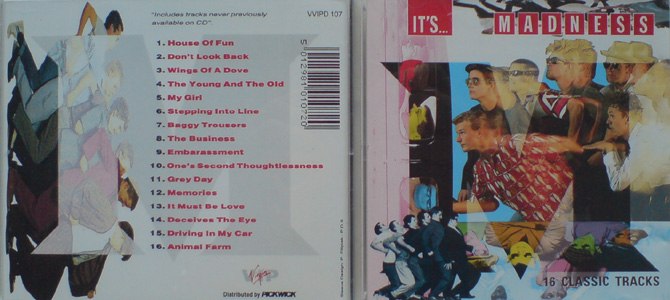 "Includes tracks never previously
available on CD".
VVIPD 107
1. House Of Fun
2. Don't Look Back
3. Wings Of A Dove
4. The Young And The Old
5. My Girl
6. Stepping Into Line
7. Baggy Trousers
8. The Business
9. Embarassment
10. One's Second Thoughtlessness
11. Grey Day
12. Memories
13. It Must Be Love
14. Deceives The Eye
15. Driving In My Car
16. Animal Farm
5 012981 010720
Virgin
VIP
Distributed by PICKWICK
IT'S... MADNESS
16 CLASSIC TRACKS